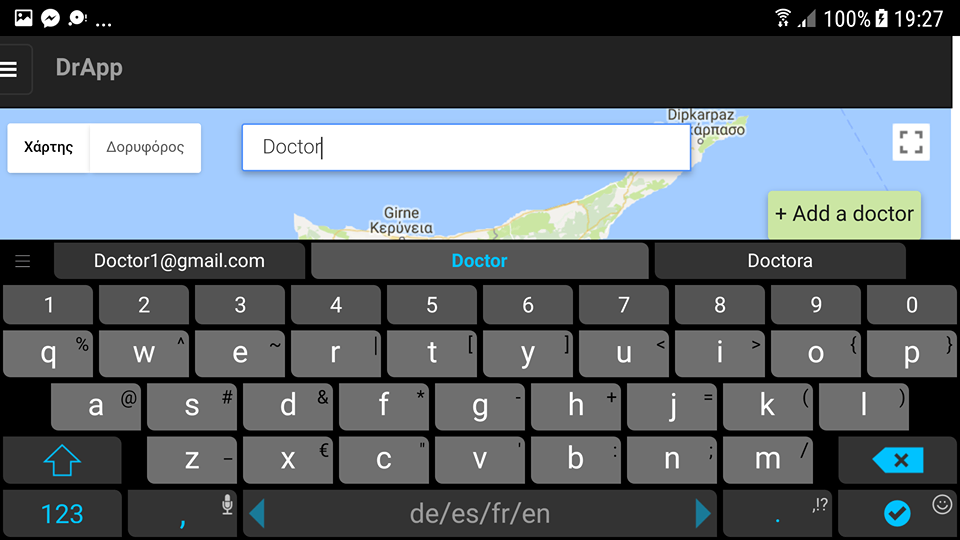 ... 100% 19:27
DrApp
Dipkarpaz
Χάρτης Δορυφόρος Doctor άρπασο
Girne
Κερύνεια
+ Add a doctor
Doctor1@gmail.com Doctor Doctora
1 2 3 4 5 6 7 8 9 0
q % w ^ e ~ r | t [ y ] u < i > o { p }
a @ s # d & f * g - h + j = k ( l )
z _ x € c " v ' b : n ; m /
123 , de/es/fr/en . ,!?